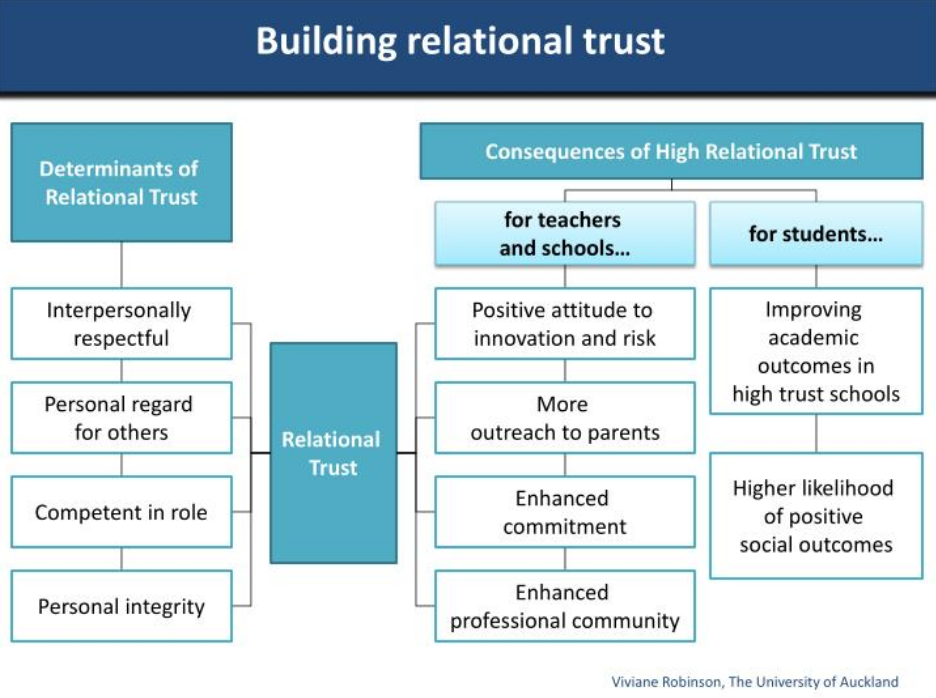 Building relational trust
Determinants of
Relational Trust
Interpersonally
respectful
Personal regard
for others
Competent in role
Personal integrity
Relational
Trust
Consequences of High Relational Trust
for teachers
and schools...
Positive attitude to
innovation and risk
More
outreach to parents
Enhanced
commitment
Enhanced
professional community
for students...
Improving
academic
outcomes in
high trust schools
Higher likelihood
of positive
social outcomes
Viviane Robinson, The University of Auckland